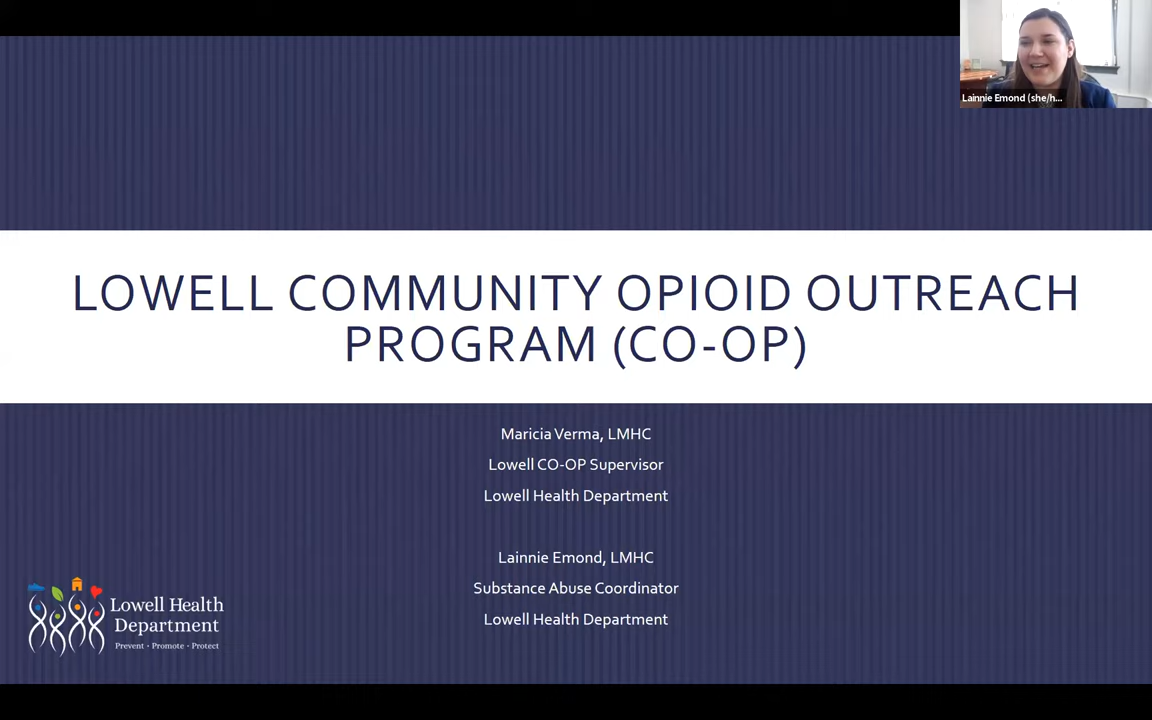 Lainnie Emond (she/h...
LOWELL COMMUNITY OPIOID OUTREACH
PROGRAM (CO-OP)
Maricia Verma, LMHC
Lowell CO-OP Supervisor
Lowell Health Department
Lainnie Emond, LMHC
Substance Abuse Coordinator
Lowell Health Department
Lowell Health
Department
Prevent · Promote · Protect